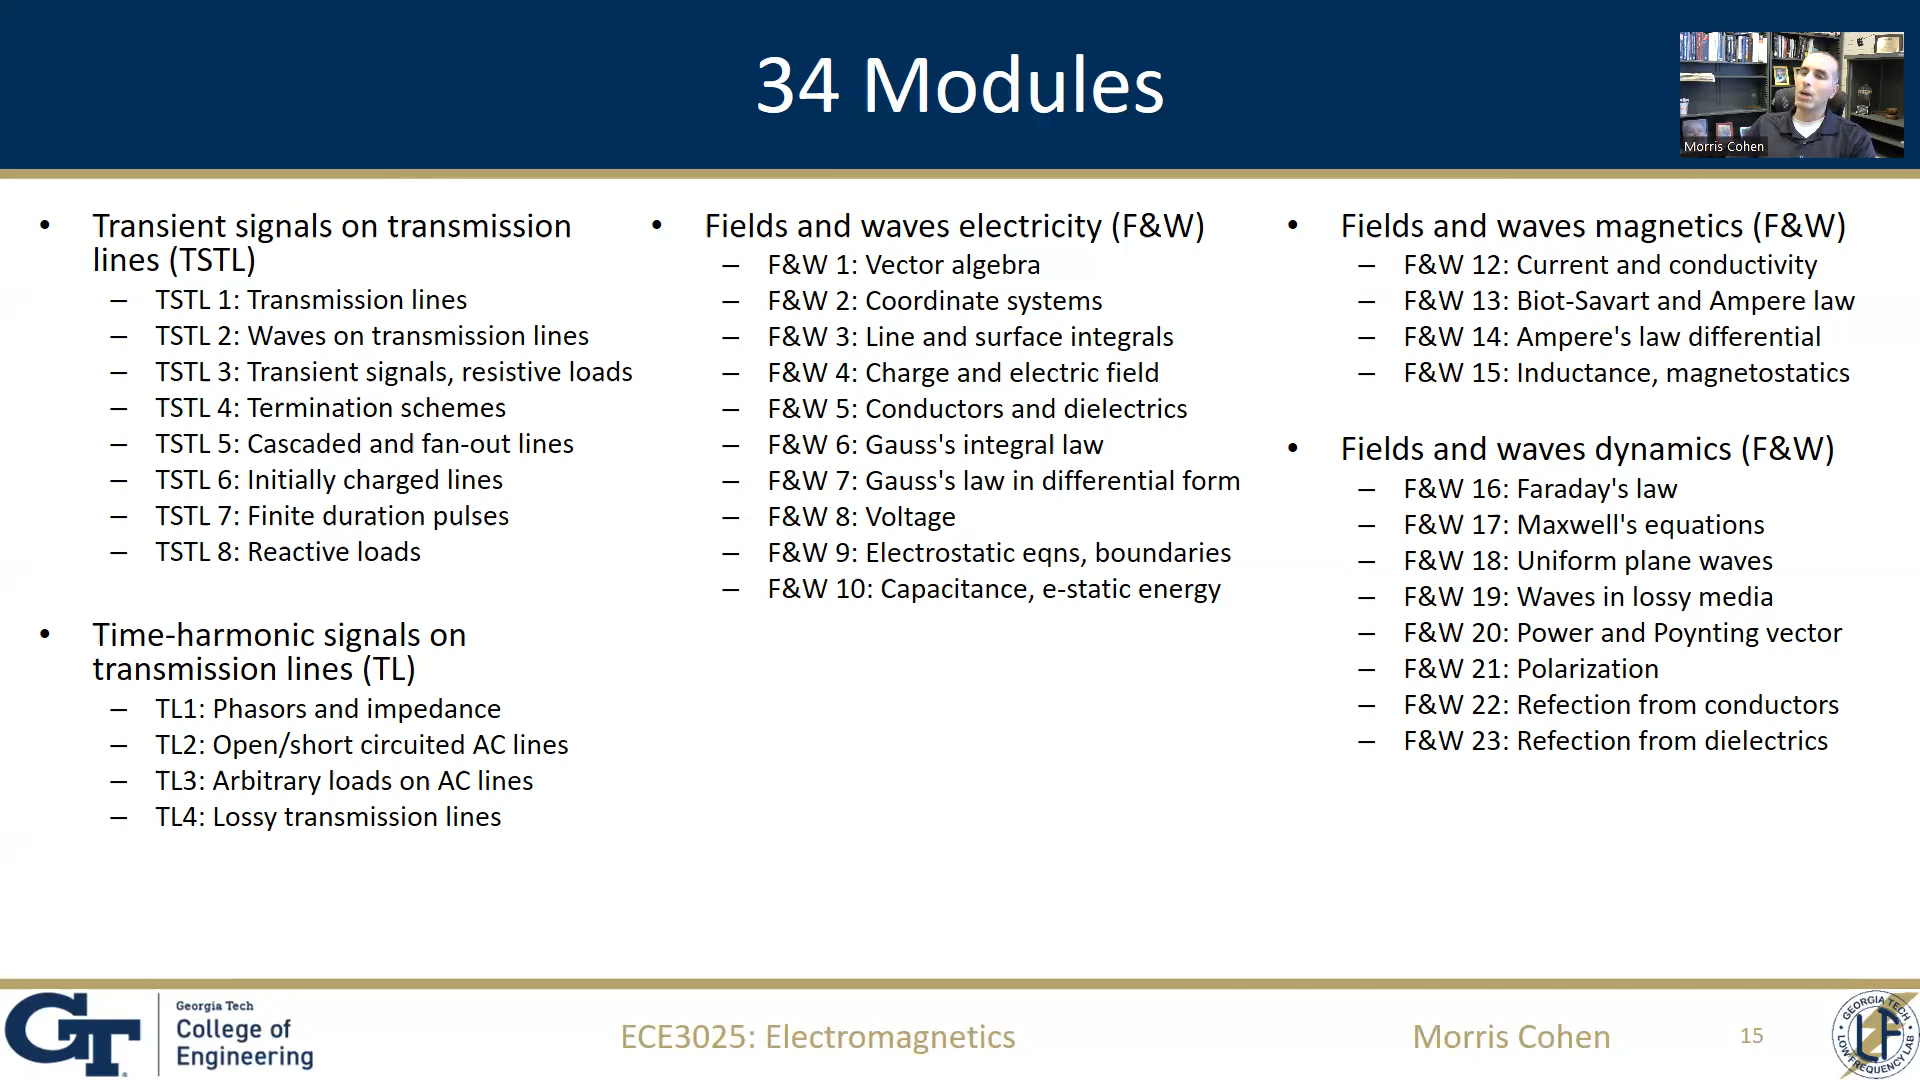 34 Modules
Morris Cohen
• Transient signals on transmission
lines (TSTL)
– TSTL 1: Transmission lines
– TSTL 2: Waves on transmission lines
– TSTL 3: Transient signals, resistive loads
– TSTL 4: Termination schemes
– TSTL 5: Cascaded and fan-out lines
– TSTL 6: Initially charged lines
– TSTL 7: Finite duration pulses
– TSTL 8: Reactive loads
• Time-harmonic signals on
transmission lines (TL)
– TL1: Phasors and impedance
– TL2: Open/short circuited AC lines
– TL3: Arbitrary loads on AC lines
– TL4: Lossy transmission lines
• Fields and waves electricity (F&W)
– F&W 1: Vector algebra
– F&W 2: Coordinate systems
– F&W 3: Line and surface integrals
– F&W 4: Charge and electric field
– F&W 5: Conductors and dielectrics
– F&W 6: Gauss's integral law
– F&W 7: Gauss's law in differential form
– F&W 8: Voltage
– F&W 9: Electrostatic eqns, boundaries
– F&W 10: Capacitance, e-static energy
• Fields and waves magnetics (F&W)
– F&W 12: Current and conductivity
– F&W 13: Biot-Savart and Ampere law
– F&W 14: Ampere's law differential
– F&W 15: Inductance, magnetostatics
• Fields and waves dynamics (F&W)
– F&W 16: Faraday's law
– F&W 17: Maxwell's equations
– F&W 18: Uniform plane waves
– F&W 19: Waves in lossy media
– F&W 20: Power and Poynting vector
– F&W 21: Polarization
– F&W 22: Refection from conductors
– F&W 23: Refection from dielectrics
GT
Georgia Tech
College of
Engineering
ECE3025: Electromagnetics
Morris Cohen
15
GEORGIA TECH
LF
LOW FREQUENCY LAB